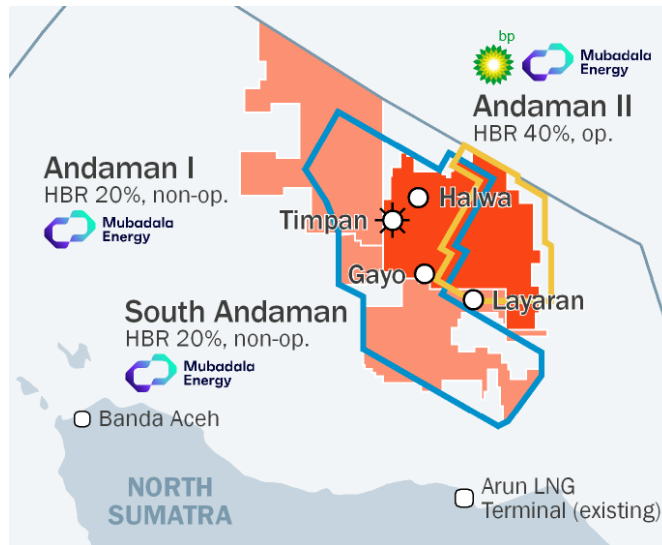 bp
Mubadala
Energy
Andaman II
HBR 40%, op.
Andaman I
HBR 20%, non-op.
Mubadala
Energy
Halwa
Timpan
Gayo
Layaran
South Andaman
HBR 20%, non-op.
Mubadala
Energy
Banda Aceh
NORTH
SUMATRA
Arun LNG
Terminal (existing)